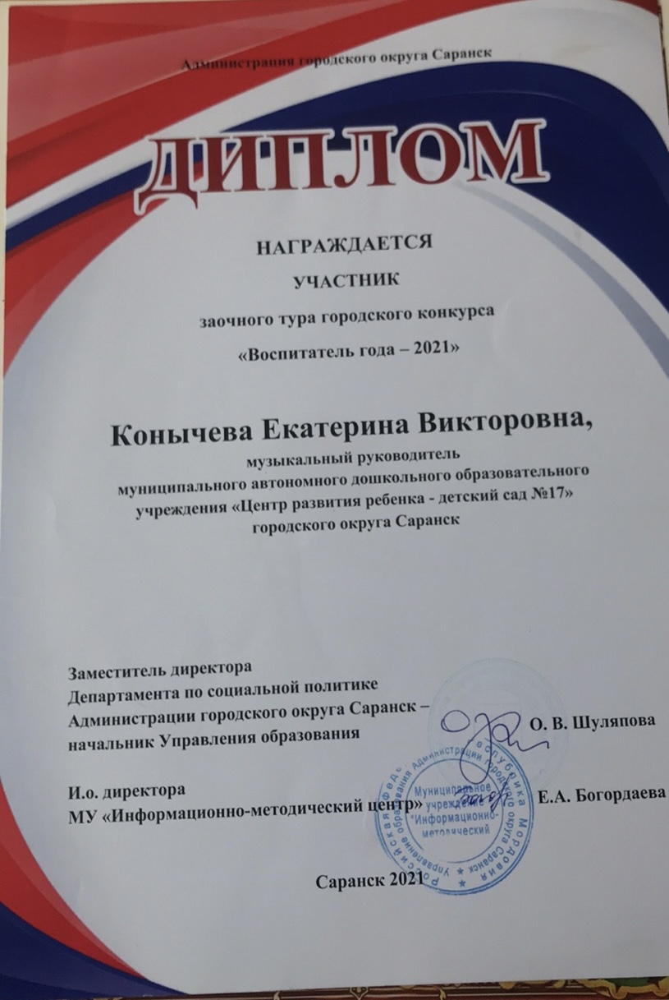 Администрация городского округа Саранск
ДИПЛОМ
НАГРАЖДАЕТСЯ
УЧАСТНИК
заочного тура городского конкурса
«Воспитатель года – 2021»
Конычева Екатерина Викторовна,
музыкальный руководитель
муниципального автономного дошкольного образовательного
учреждения «Центр развития ребенка - детский сад №17»
городского округа Саранск
Заместитель директора
Департамента по социальной политике
Администрации городского округа Саранск –
начальник Управления образования
О. В. Шуляпова
И.о. директора
МУ «Информационно-методический центр»
Е.А. Богордаева
Российская Республика Мордовия
Управление образования Администрации городского округа Саранск
Муниципальное
учреждение
"Информационно-
методический
Саранск 2021